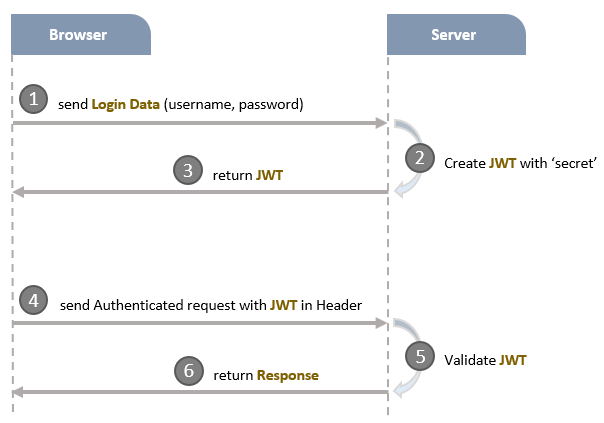 Browser
Server
1
send Login Data (username, password)
2
Create JWT with ‘secret’
3
return JWT
4
send Authenticated request with JWT in Header
5
Validate JWT
6
return Response